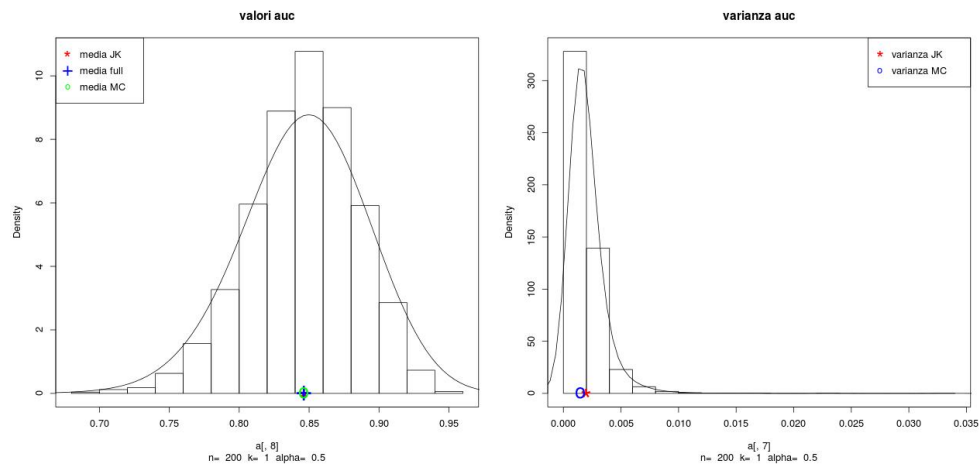 valori auc
* media JK
+ media full
o media MC
Density
0
2
4
6
8
10
0.70
0.75
0.80
0.85
0.90
0.95
a[, 8]
n= 200 k= 1 alpha= 0.5
varianza auc
* varianza JK
o varianza MC
Density
0
50
100
150
200
250
300
0.000
0.005
0.010
0.015
0.020
0.025
0.030
0.035
a[, 7]
n= 200 k= 1 alpha= 0.5